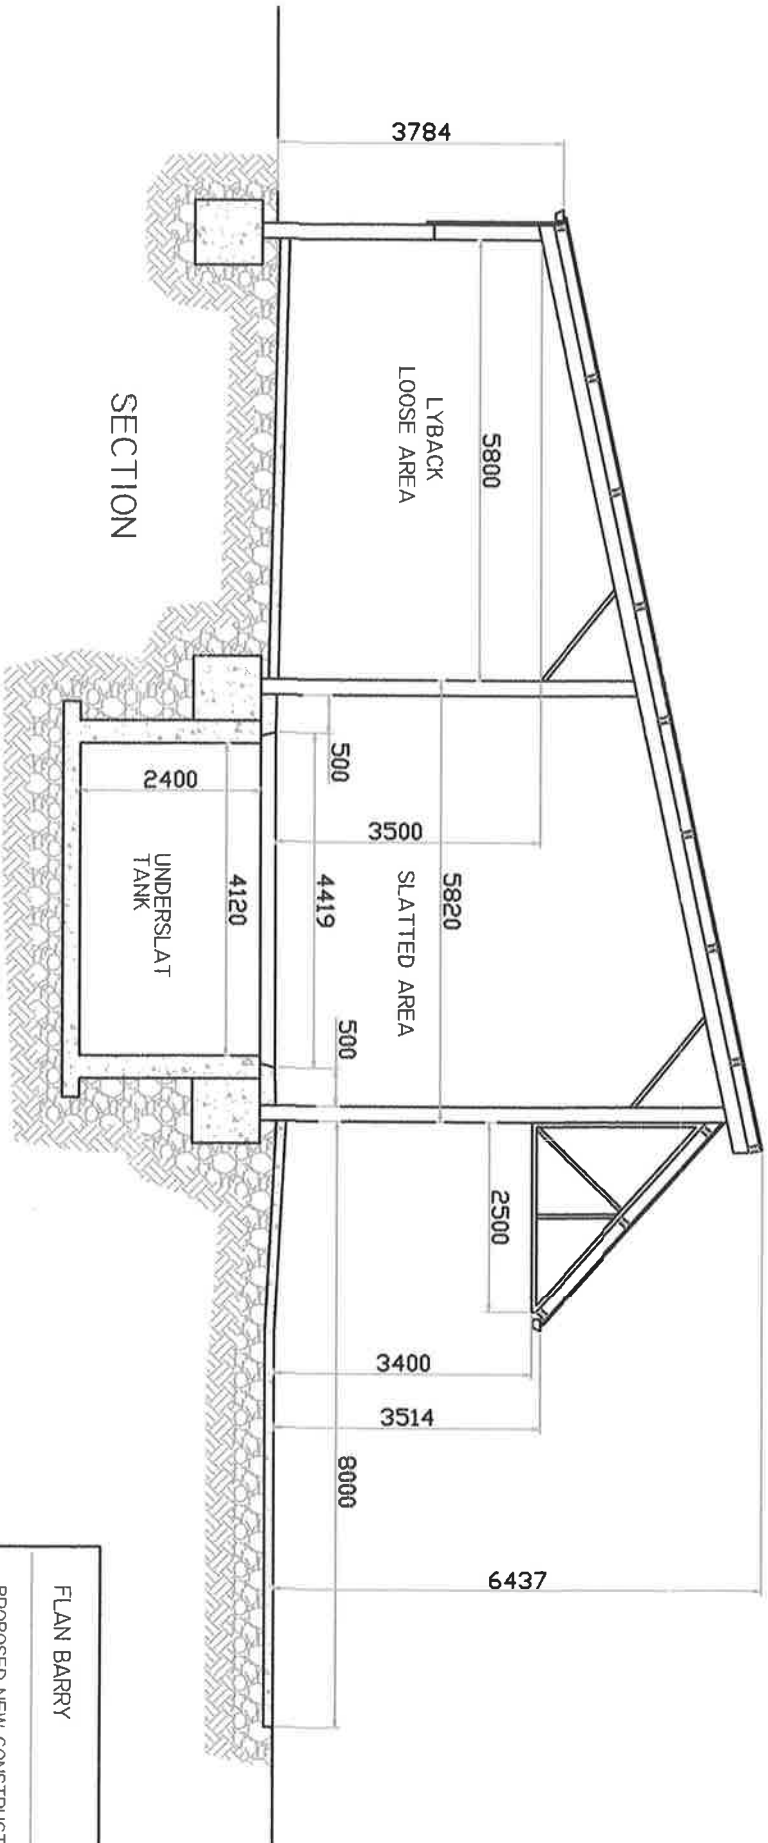 3784
LYBACK
LOOSE AREA
5800
SECTION
500
3500
2400
UNDERSLAT
TANK
4120
4419
SLATTED AREA
5820
500
2500
3400
3514
8000
6437
FLAN BARRY